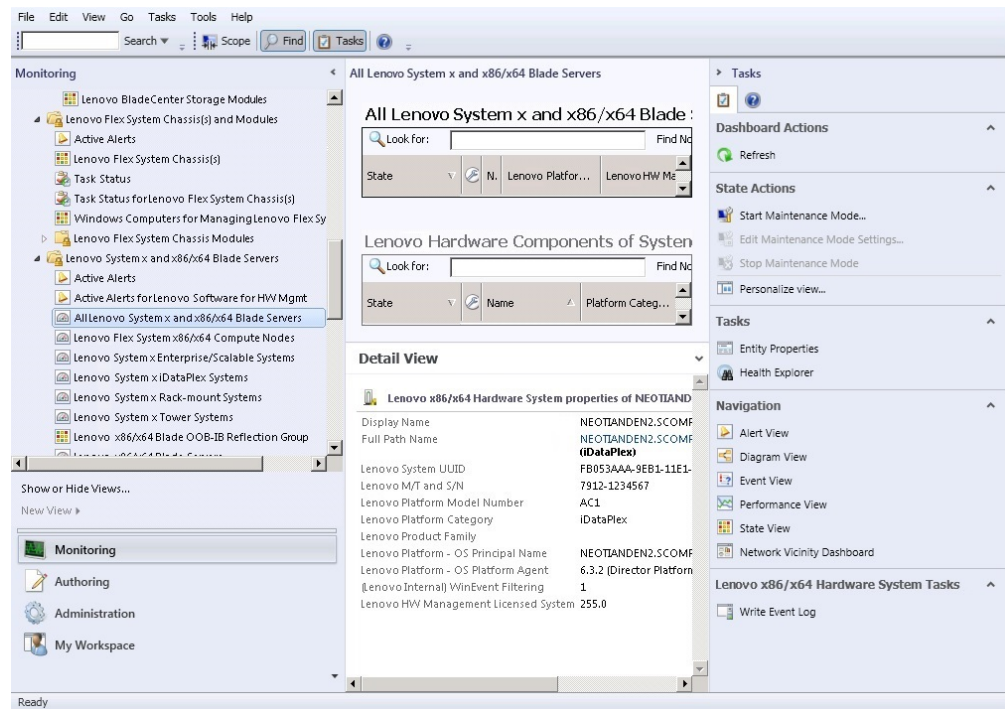 File Edit View Go Tasks Tools Help
Search Scope Find Tasks
Monitoring
Lenovo BladeCenter Storage Modules
Lenovo Flex System Chassis(s) and Modules
Active Alerts
Lenovo Flex System Chassis(s)
Task Status
Task Status for Lenovo Flex System Chassis(s)
Windows Computers for Managing Lenovo Flex Sy
Lenovo Flex System Chassis Modules
Lenovo System x and x86/x64 Blade Servers
Active Alerts
Active Alerts for Lenovo Software for HW Mgmt
All Lenovo System x and x86/x64 Blade Servers
Lenovo Flex System x86/x64 Compute Nodes
Lenovo System x Enterprise/Scalable Systems
Lenovo System x iDataPlex Systems
Lenovo System x Rack-mount Systems
Lenovo System x Tower Systems
Lenovo x86/x64 Blade OOB-IB Reflection Group
Show or Hide Views...
New View
Monitoring
Authoring
Administration
My Workspace
All Lenovo System x and x86/x64 Blade Servers
All Lenovo System x and x86/x64 Blade
Look for: Find No
State N. Lenovo Platfor... Lenovo HW Ma
Lenovo Hardware Components of System
Look for: Find No
State Name Platform Categ...
Detail View
Lenovo x86/x64 Hardware System properties of NEOTIAND
Display Name NEOTIANDEN2.SCOMF
Full Path Name NEOTIANDEN2.SCOMF
(iDataPlex)
Lenovo System UUID FB053AAA-9EB1-11E1-
Lenovo M/T and S/N 7912-1234567
Lenovo Platform Model Number AC1
Lenovo Platform Category iDataPlex
Lenovo Product Family
Lenovo Platform - OS Principal Name NEOTIANDEN2.SCOMF
Lenovo Platform - OS Platform Agent 6.3.2 (Director Platforn
(Lenovo Internal) WinEvent Filtering 1
Lenovo HW Management Licensed System 255.0
Tasks
Dashboard Actions
Refresh
State Actions
Start Maintenance Mode...
Edit Maintenance Mode Settings...
Stop Maintenance Mode
Personalize view...
Tasks
Entity Properties
Health Explorer
Navigation
Alert View
Diagram View
Event View
Performance View
State View
Network Vicinity Dashboard
Lenovo x86/x64 Hardware System Tasks
Write Event Log
Ready